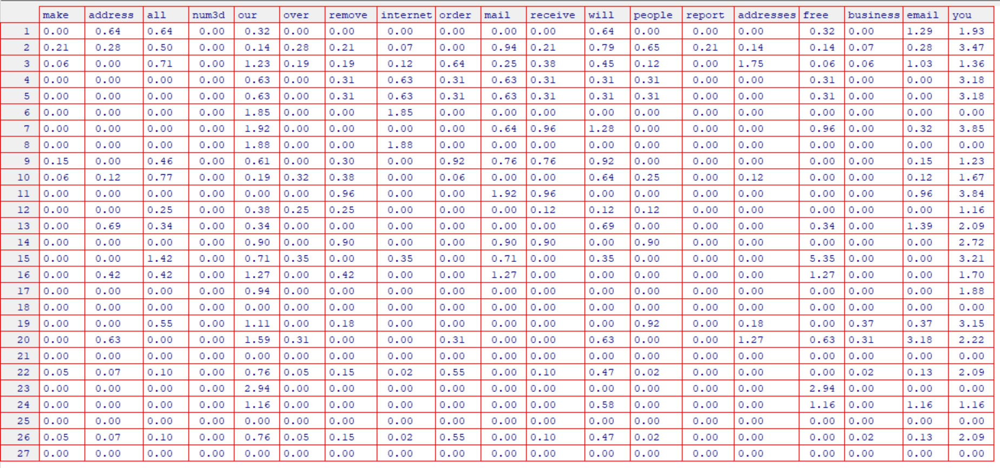 make address all num3d our over remove internet order mail receive will people report addresses free business email you
1 0.00 0.64 0.64 0.00 0.32 0.00 0.00 0.00 0.00 0.00 0.00 0.64 0.00 0.00 0.00 0.32 0.00 1.29 1.93
2 0.21 0.28 0.50 0.00 0.14 0.28 0.21 0.07 0.00 0.94 0.21 0.79 0.65 0.21 0.14 0.14 0.07 0.28 3.47
3 0.06 0.00 0.71 0.00 1.23 0.19 0.19 0.12 0.64 0.25 0.38 0.45 0.12 0.00 1.75 0.06 0.06 1.03 1.36
4 0.00 0.00 0.00 0.00 0.63 0.00 0.31 0.63 0.31 0.63 0.31 0.31 0.31 0.00 0.00 0.31 0.00 0.00 3.18
5 0.00 0.00 0.00 0.00 0.63 0.00 0.31 0.63 0.31 0.63 0.31 0.31 0.31 0.00 0.00 0.31 0.00 0.00 3.18
6 0.00 0.00 0.00 0.00 1.85 0.00 0.00 1.85 0.00 0.00 0.00 0.00 0.00 0.00 0.00 0.00 0.00 0.00 0.00
7 0.00 0.00 0.00 0.00 1.92 0.00 0.00 0.00 0.00 0.64 0.96 1.28 0.00 0.00 0.00 0.96 0.00 0.32 3.85
8 0.00 0.00 0.00 0.00 1.88 0.00 0.00 1.88 0.00 0.00 0.00 0.00 0.00 0.00 0.00 0.00 0.00 0.00 0.00
9 0.15 0.00 0.46 0.00 0.61 0.00 0.30 0.00 0.92 0.76 0.76 0.92 0.00 0.00 0.00 0.00 0.00 0.15 1.23
10 0.06 0.12 0.77 0.00 0.19 0.32 0.38 0.00 0.06 0.00 0.00 0.64 0.25 0.00 0.12 0.00 0.00 0.12 1.67
11 0.00 0.00 0.00 0.00 0.00 0.00 0.96 0.00 0.00 1.92 0.96 0.00 0.00 0.00 0.00 0.00 0.00 0.96 3.84
12 0.00 0.00 0.25 0.00 0.38 0.25 0.25 0.00 0.00 0.00 0.12 0.12 0.12 0.00 0.00 0.00 0.00 0.00 1.16
13 0.00 0.69 0.34 0.00 0.34 0.00 0.00 0.00 0.00 0.00 0.00 0.69 0.00 0.00 0.00 0.34 0.00 1.39 2.09
14 0.00 0.00 0.00 0.00 0.90 0.00 0.90 0.00 0.00 0.90 0.90 0.00 0.90 0.00 0.00 0.00 0.00 0.00 2.72
15 0.00 0.00 1.42 0.00 0.71 0.35 0.00 0.35 0.00 0.71 0.00 0.35 0.00 0.00 0.00 5.35 0.00 0.00 3.21
16 0.00 0.42 0.42 0.00 1.27 0.00 0.42 0.00 0.00 1.27 0.00 0.00 0.00 0.00 0.00 1.27 0.00 0.00 1.70
17 0.00 0.00 0.00 0.00 0.94 0.00 0.00 0.00 0.00 0.00 0.00 0.00 0.00 0.00 0.00 0.00 0.00 0.00 1.88
18 0.00 0.00 0.00 0.00 0.00 0.00 0.00 0.00 0.00 0.00 0.00 0.00 0.00 0.00 0.00 0.00 0.00 0.00 0.00
19 0.00 0.00 0.55 0.00 1.11 0.00 0.18 0.00 0.00 0.00 0.00 0.00 0.92 0.00 0.18 0.00 0.37 0.37 3.15
20 0.00 0.63 0.00 0.00 1.59 0.31 0.00 0.00 0.31 0.00 0.00 0.63 0.00 0.00 1.27 0.63 0.31 3.18 2.22
21 0.00 0.00 0.00 0.00 0.00 0.00 0.00 0.00 0.00 0.00 0.00 0.00 0.00 0.00 0.00 0.00 0.00 0.00 0.00
22 0.05 0.07 0.10 0.00 0.76 0.05 0.15 0.02 0.55 0.00 0.10 0.47 0.02 0.00 0.00 0.00 0.02 0.13 2.09
23 0.00 0.00 0.00 0.00 2.94 0.00 0.00 0.00 0.00 0.00 0.00 0.00 0.00 0.00 0.00 2.94 0.00 0.00 0.00
24 0.00 0.00 0.00 0.00 1.16 0.00 0.00 0.00 0.00 0.00 0.00 0.58 0.00 0.00 0.00 1.16 0.00 1.16 1.16
25 0.00 0.00 0.00 0.00 0.00 0.00 0.00 0.00 0.00 0.00 0.00 0.00 0.00 0.00 0.00 0.00 0.00 0.00 0.00
26 0.05 0.07 0.10 0.00 0.76 0.05 0.15 0.02 0.55 0.00 0.10 0.47 0.02 0.00 0.00 0.00 0.02 0.13 2.09
27 0.00 0.00 0.00 0.00 0.00 0.00 0.00 0.00 0.00 0.00 0.00 0.00 0.00 0.00 0.00 0.00 0.00 0.00 0.00